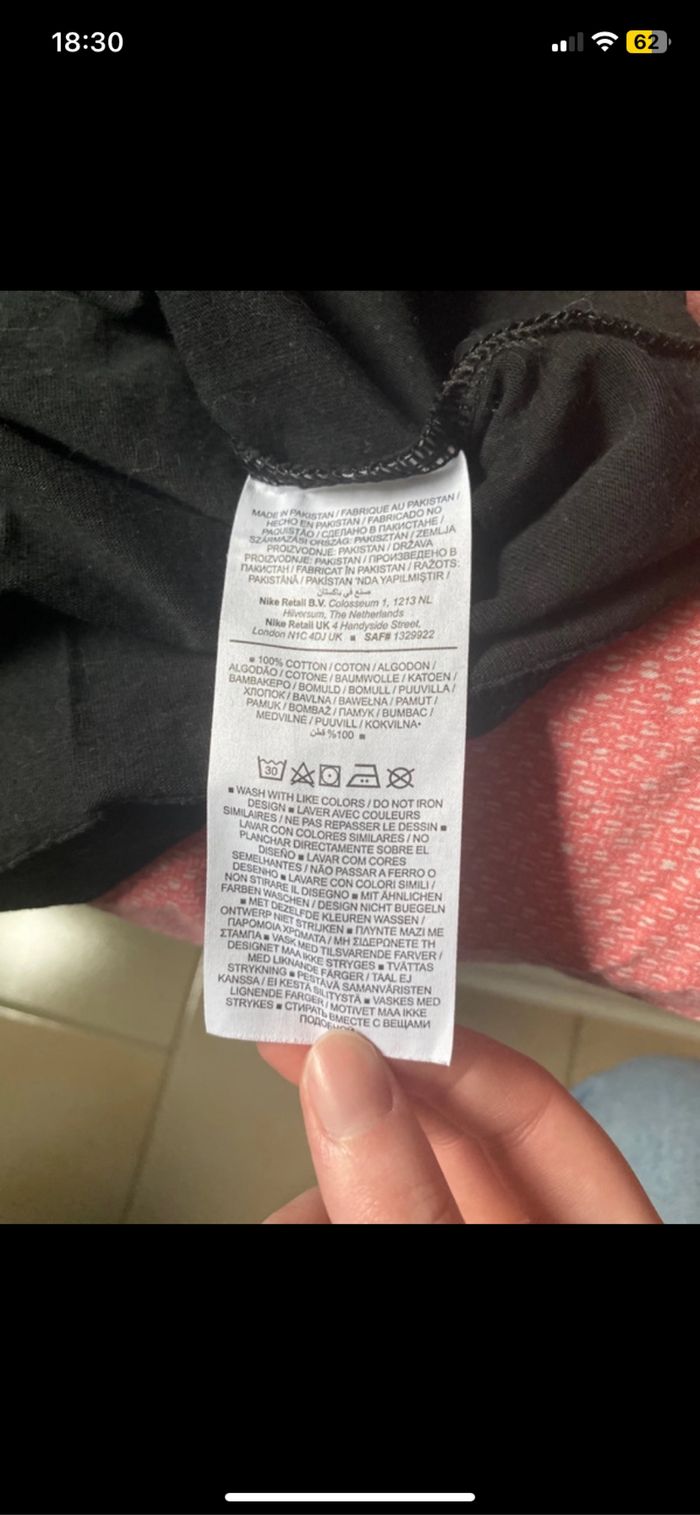 18:30
62
MADE IN PAKISTAN / FABRIQUE AU PAKISTAN /
HECHO EN PAKISTAN / FABRICADO NO
PAQUISTÃO / СДЕЛАНО В ПАКИСТАНЕ /
SZÁRMAZÁSI ORSZÁG: PAKISZTÁN / ZEMLJA
PROIZVODNJE: PAKISTAN / DRŽAVA
PROIZVODNJE: PAKISTAN / ПРОИЗВЕДЕНО В
ПАКИСТАН / FABRICAT ÎN PAKISTAN / RAŽOTS:
PAKISTĀNĀ / PAKİSTAN 'NDA YAPILMIŞTIR /
صنع في باكستان
Nike Retail B.V. Colosseum 1, 1213 NL
Hilversum, The Netherlands
Nike Retail UK 4 Handyside Street,
London N1C 4DJ UK ■ SAF# 1329922
■ 100% COTTON / COTON / ALGODON /
ALGODÃO / COTONE / BAUMWOLLE / KATOEN /
ΒΑΜΒΑΚΕΡΟ / BOMULD / BOMULL / PUUVILLA /
ХЛОПОК / BAVLNA / BAWEŁNA / PAMUT /
PAMUK / BOMBAŽ / ПАМУК / BUMBAC /
MEDVILNĖ / PUUVILL / KOKVILNA•
100% قطن ■
30
■ WASH WITH LIKE COLORS / DO NOT IRON
DESIGN ■ LAVER AVEC COULEURS
SIMILAIRES / NE PAS REPASSER LE DESSIN ■
LAVAR CON COLORES SIMILARES / NO
PLANCHAR DIRECTAMENTE SOBRE EL
DISEÑO ■ LAVAR COM CORES
SEMELHANTES / NÃO PASSAR A FERRO O
DESENHO ■ LAVARE CON COLORI SIMILI /
NON STIRARE IL DISEGNO ■ MIT ÄHNLICHEN
FARBEN WASCHEN / DESIGN NICHT BUEGELN
■ MET DEZELFDE KLEUREN WASSEN /
ONTWERP NIET STRIJKEN ■ ΠΛΥΝΤΕ ΜΑΖΙ ΜΕ
ΠΑΡΟΜΟΙΑ ΧΡΩΜΑΤΑ / ΜΗ ΣΙΔΕΡΩΝΕΤΕ ΤΗ
ΣΤΑΜΠΑ ■ VASK MED TILSVARENDE FARVER /
DESIGNET MAA IKKE STRYGES ■ TVÄTTAS
MED LIKNANDE FÄRGER / TAAL EJ
STRYKNING ■ PESTÄVÄ SAMANVÄRISTEN
KANSSA / EI KESTÄ SILITYSTÄ ■ VASKES MED
LIGNENDE FARGER / MOTIVET MAA IKKE
STRYKES ■ СТИРАТЬ ВМЕСТЕ С ВЕЩАМИ